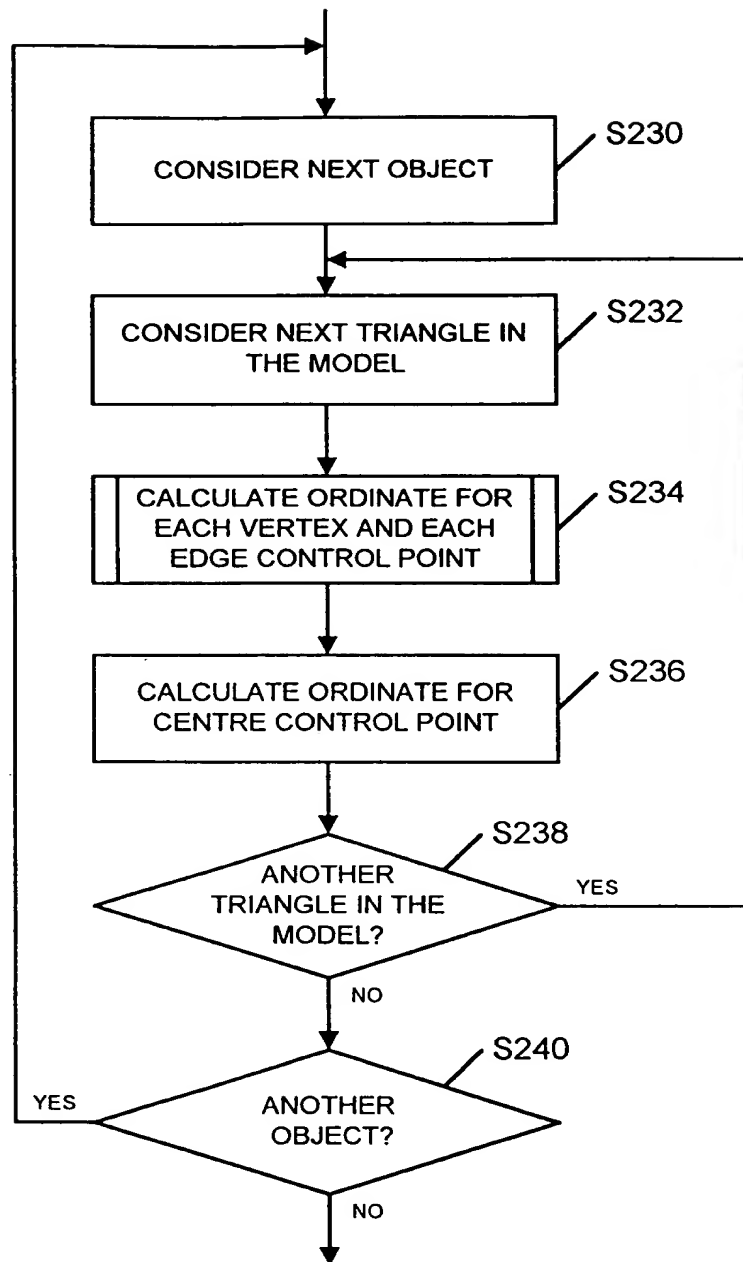 S230
CONSIDER NEXT OBJECT
S232
CONSIDER NEXT TRIANGLE IN
THE MODEL
S234
CALCULATE ORDINATE FOR
EACH VERTEX AND EACH
EDGE CONTROL POINT
S236
CALCULATE ORDINATE FOR
CENTRE CONTROL POINT
S238
ANOTHER
TRIANGLE IN THE
MODEL?
YES
NO
S240
YES
ANOTHER
OBJECT?
NO